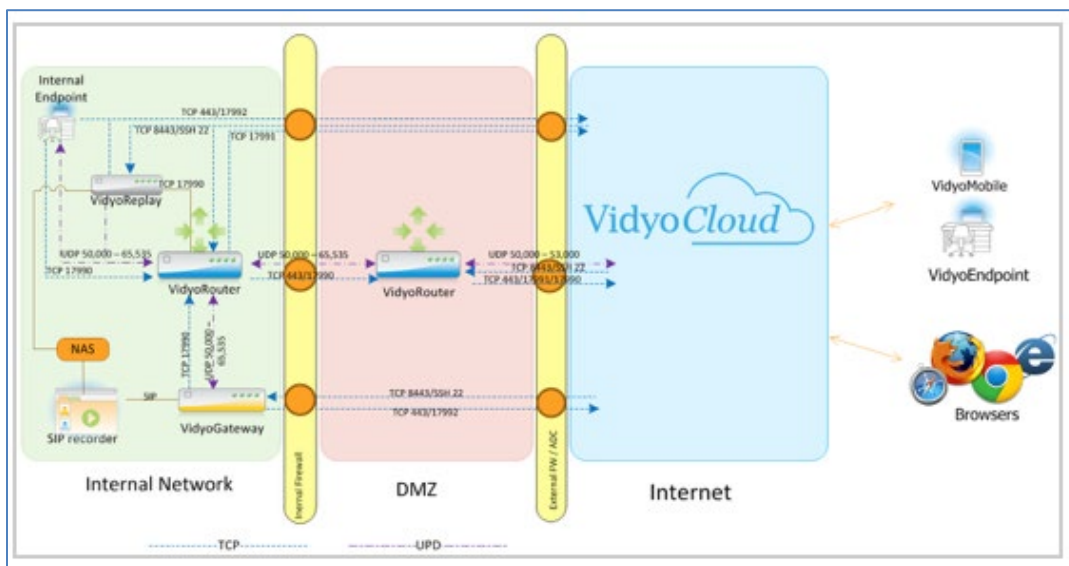 Internal
Endpoint
TCP 443/17992
TCP 8443/SSH 22
TCP 17991
TCP 17990
VidyoReplay
UDP 50,000 – 65,535
TCP 17990
VidyoRouter
UDP 50,000 – 65,535
TCP 443/17990
VidyoRouter
UDP 50,000 – 53,000
TCP 8443/SSH 22
TCP 443/17991/17990
VidyoCloud
VidyoMobile
VidyoEndpoint
Browsers
TCP 17990
UDP 50,000 –
65,535
NAS
SIP
SIP recorder
VidyoGateway
TCP 8443/SSH 22
TCP 443/17992
Inernal Firewall
External FW / ADC
Internal Network
DMZ
Internet
TCP
UPD